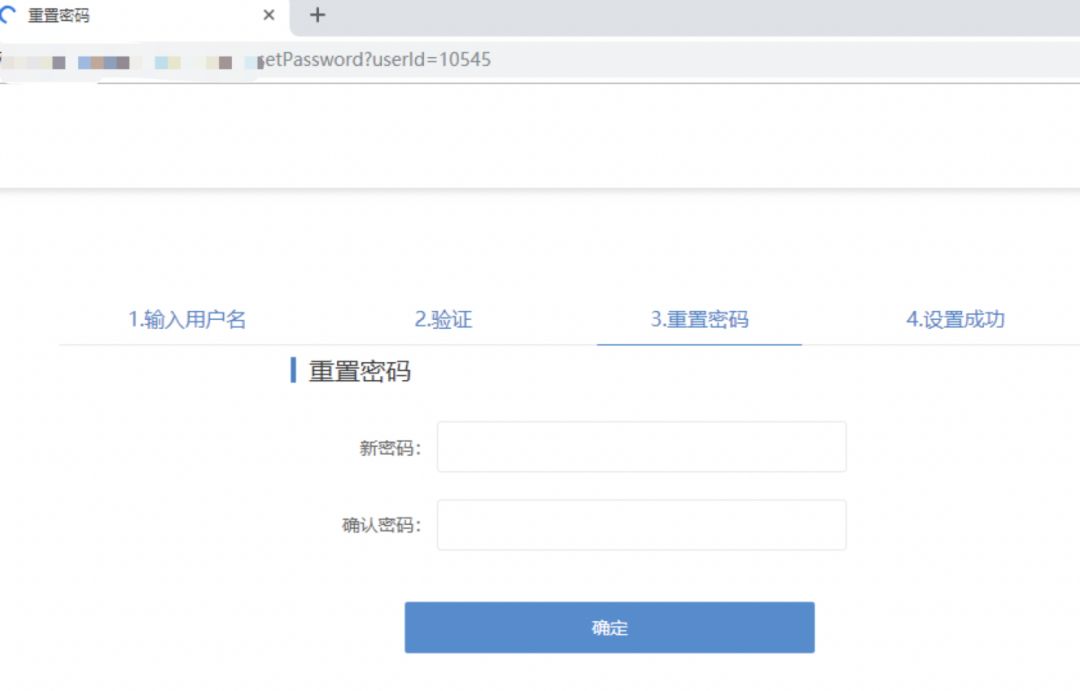 重置密码
setPassword?userId=10545
1.输入用户名 2.验证 3.重置密码 4.设置成功
重置密码
新密码：
确认密码：
确定